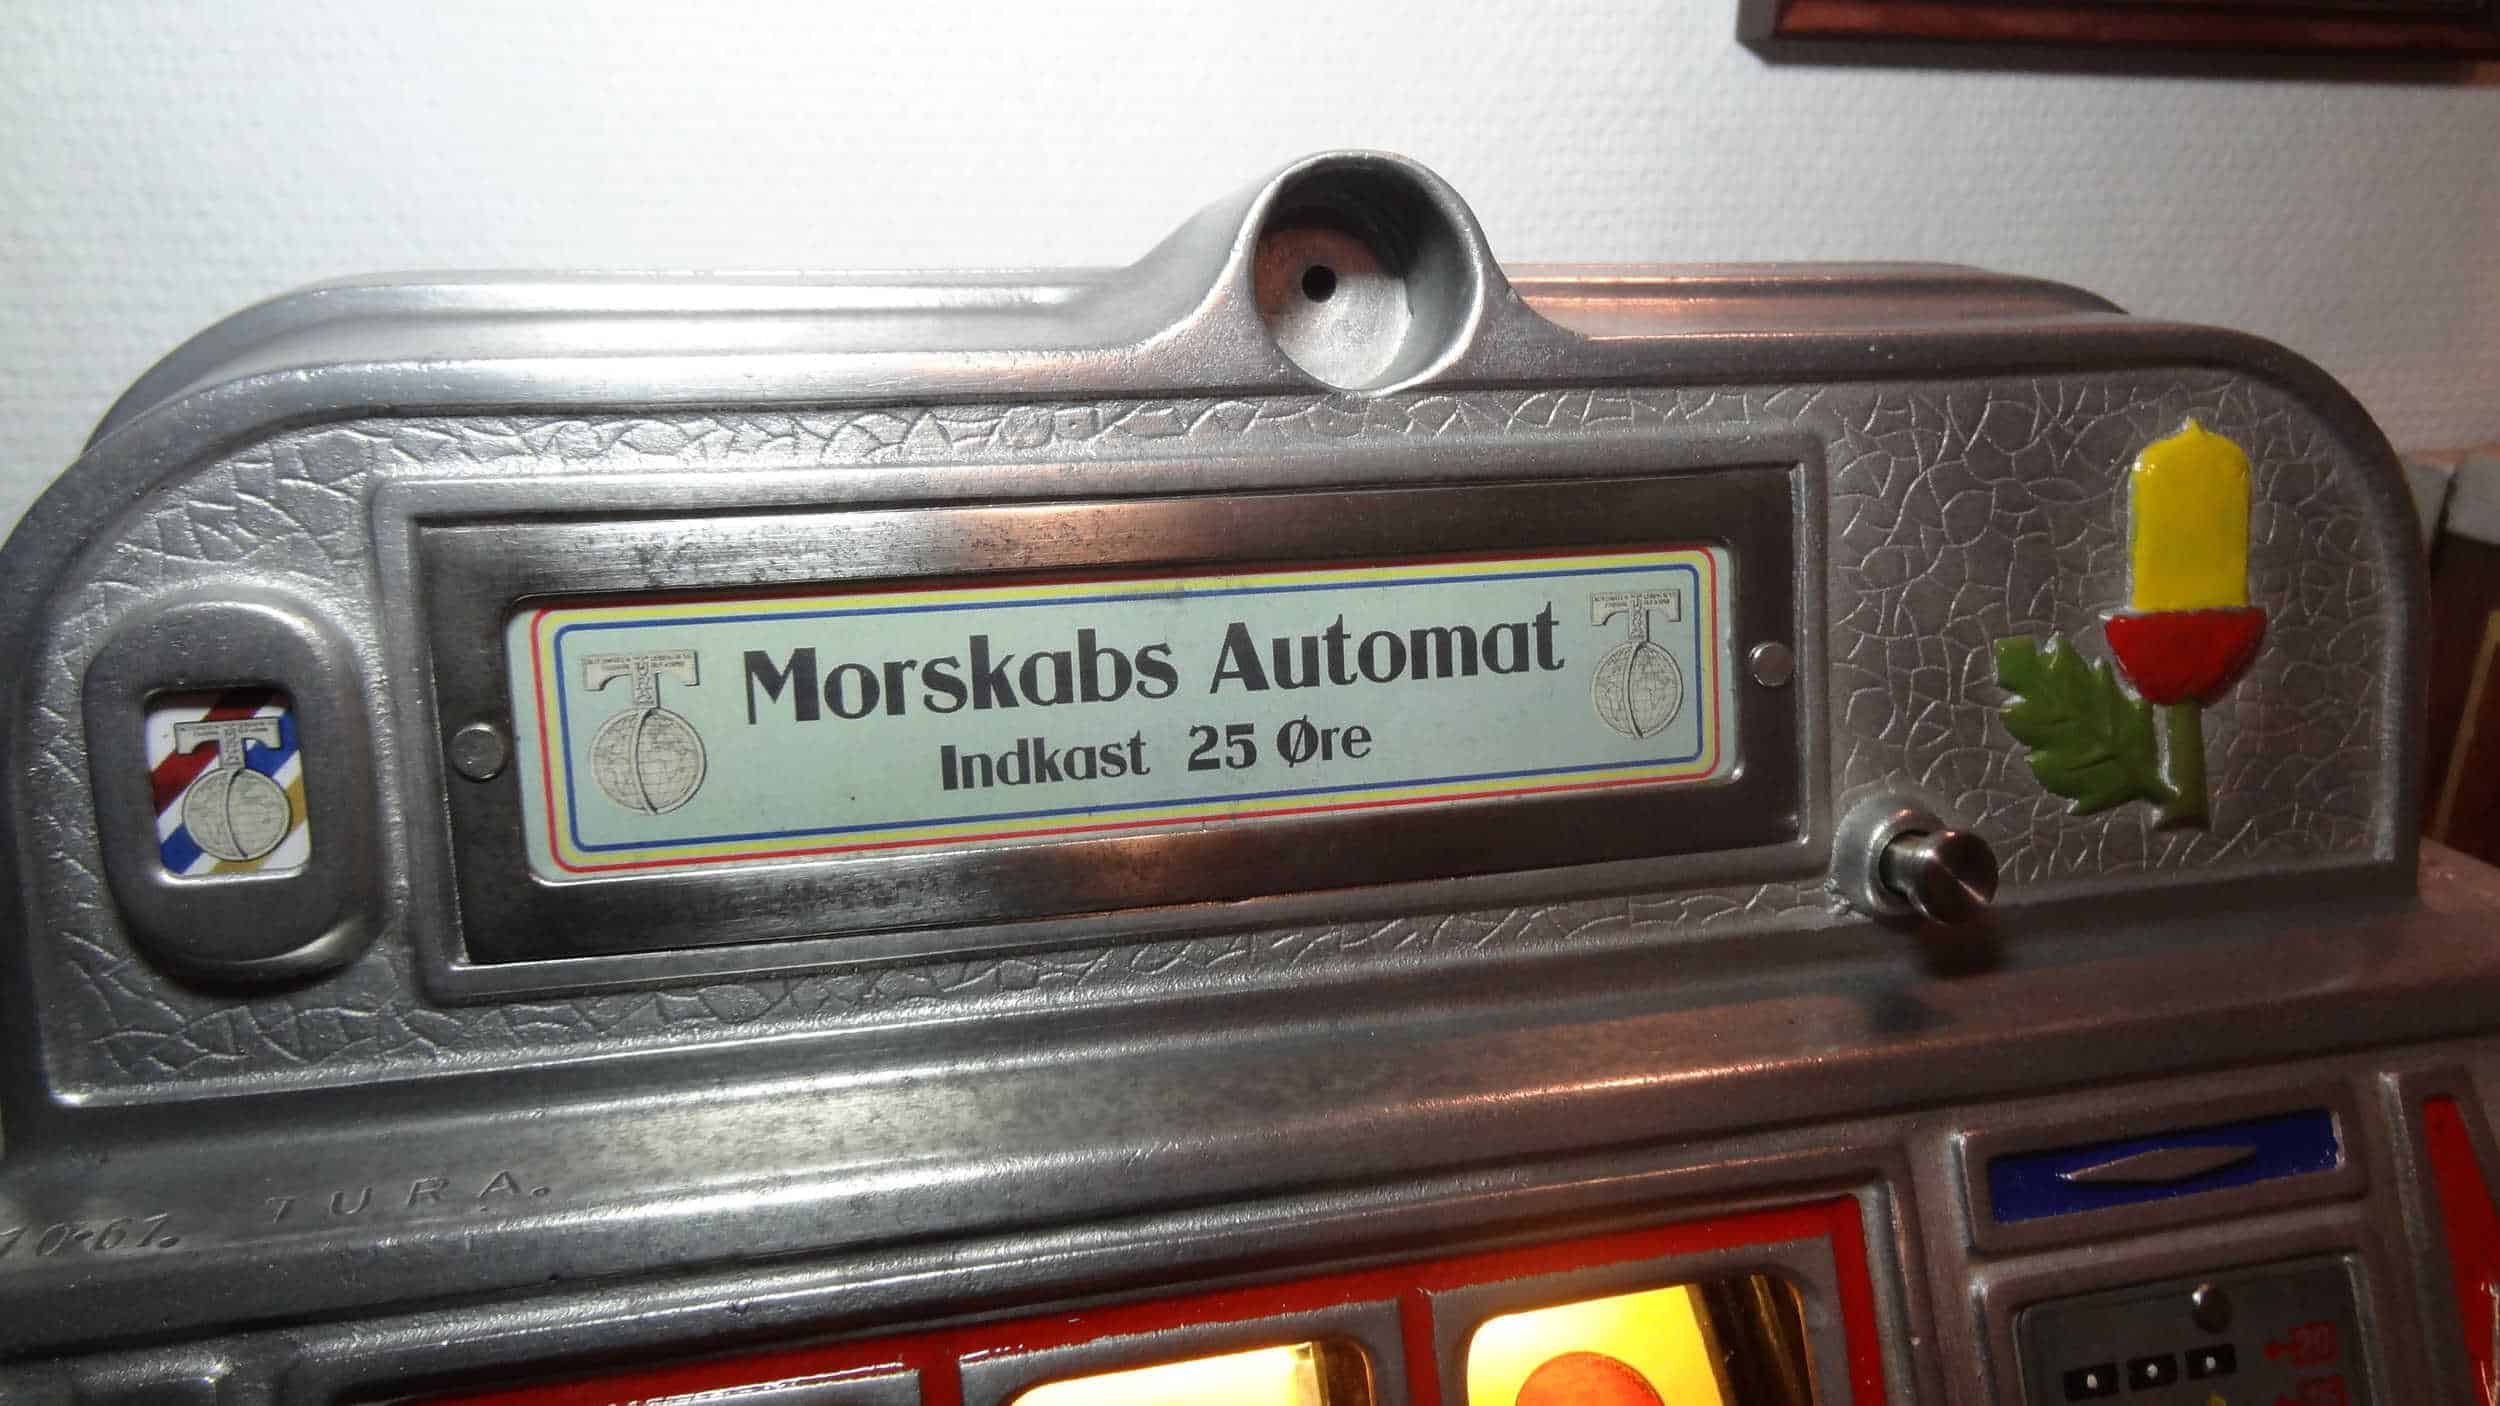 Morskabs Automat
Indkast 25 Øre
TURA.